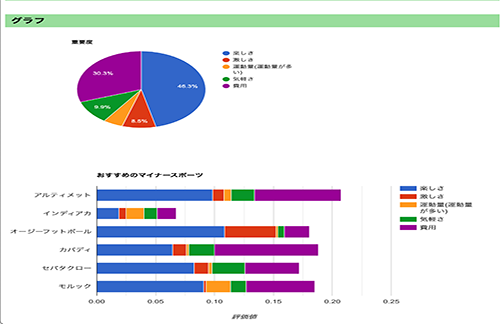 グラフ
重要度
46.3%
8.5%
9.9%
30.3%
楽しさ
激しさ
運動量(運動量が多
い)
気軽さ
費用
おすすめのマイナースポーツ
アルティメット
インディアカ
オージーフットボール
カバディ
セパタクロー
モルック
0.00
0.05
0.10
0.15
0.20
0.25
評価値
楽しさ
激しさ
運動量(運動量
が多い)
気軽さ
費用